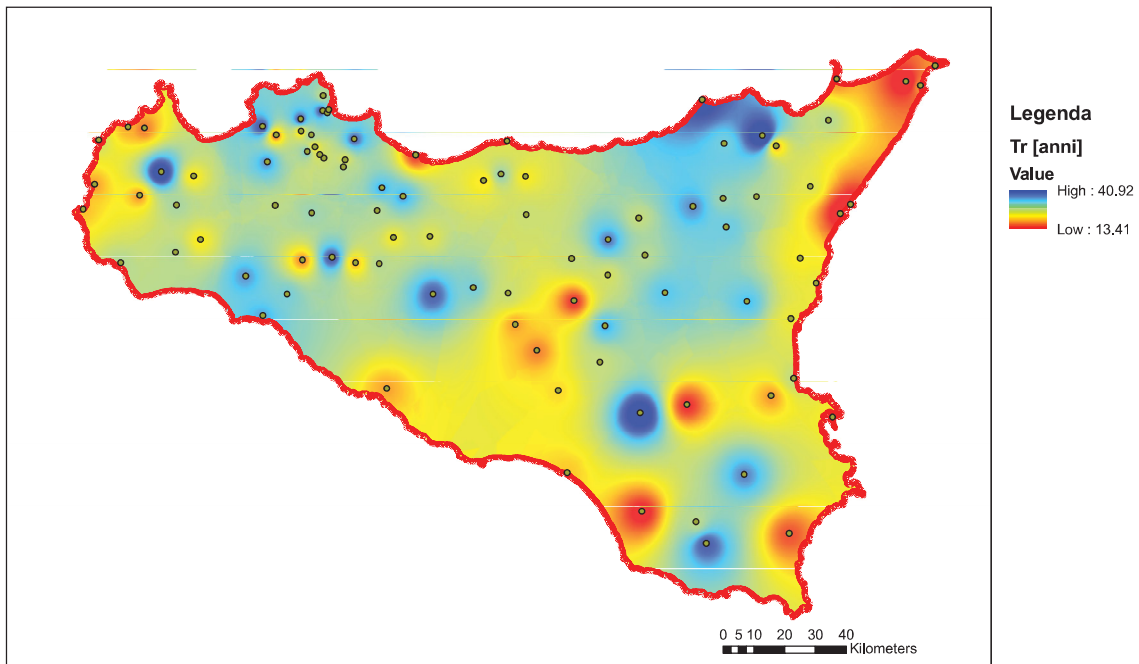 Legenda
Tr [anni]
Value
High : 40.92
Low : 13.41
0 5 10 20 30 40
Kilometers